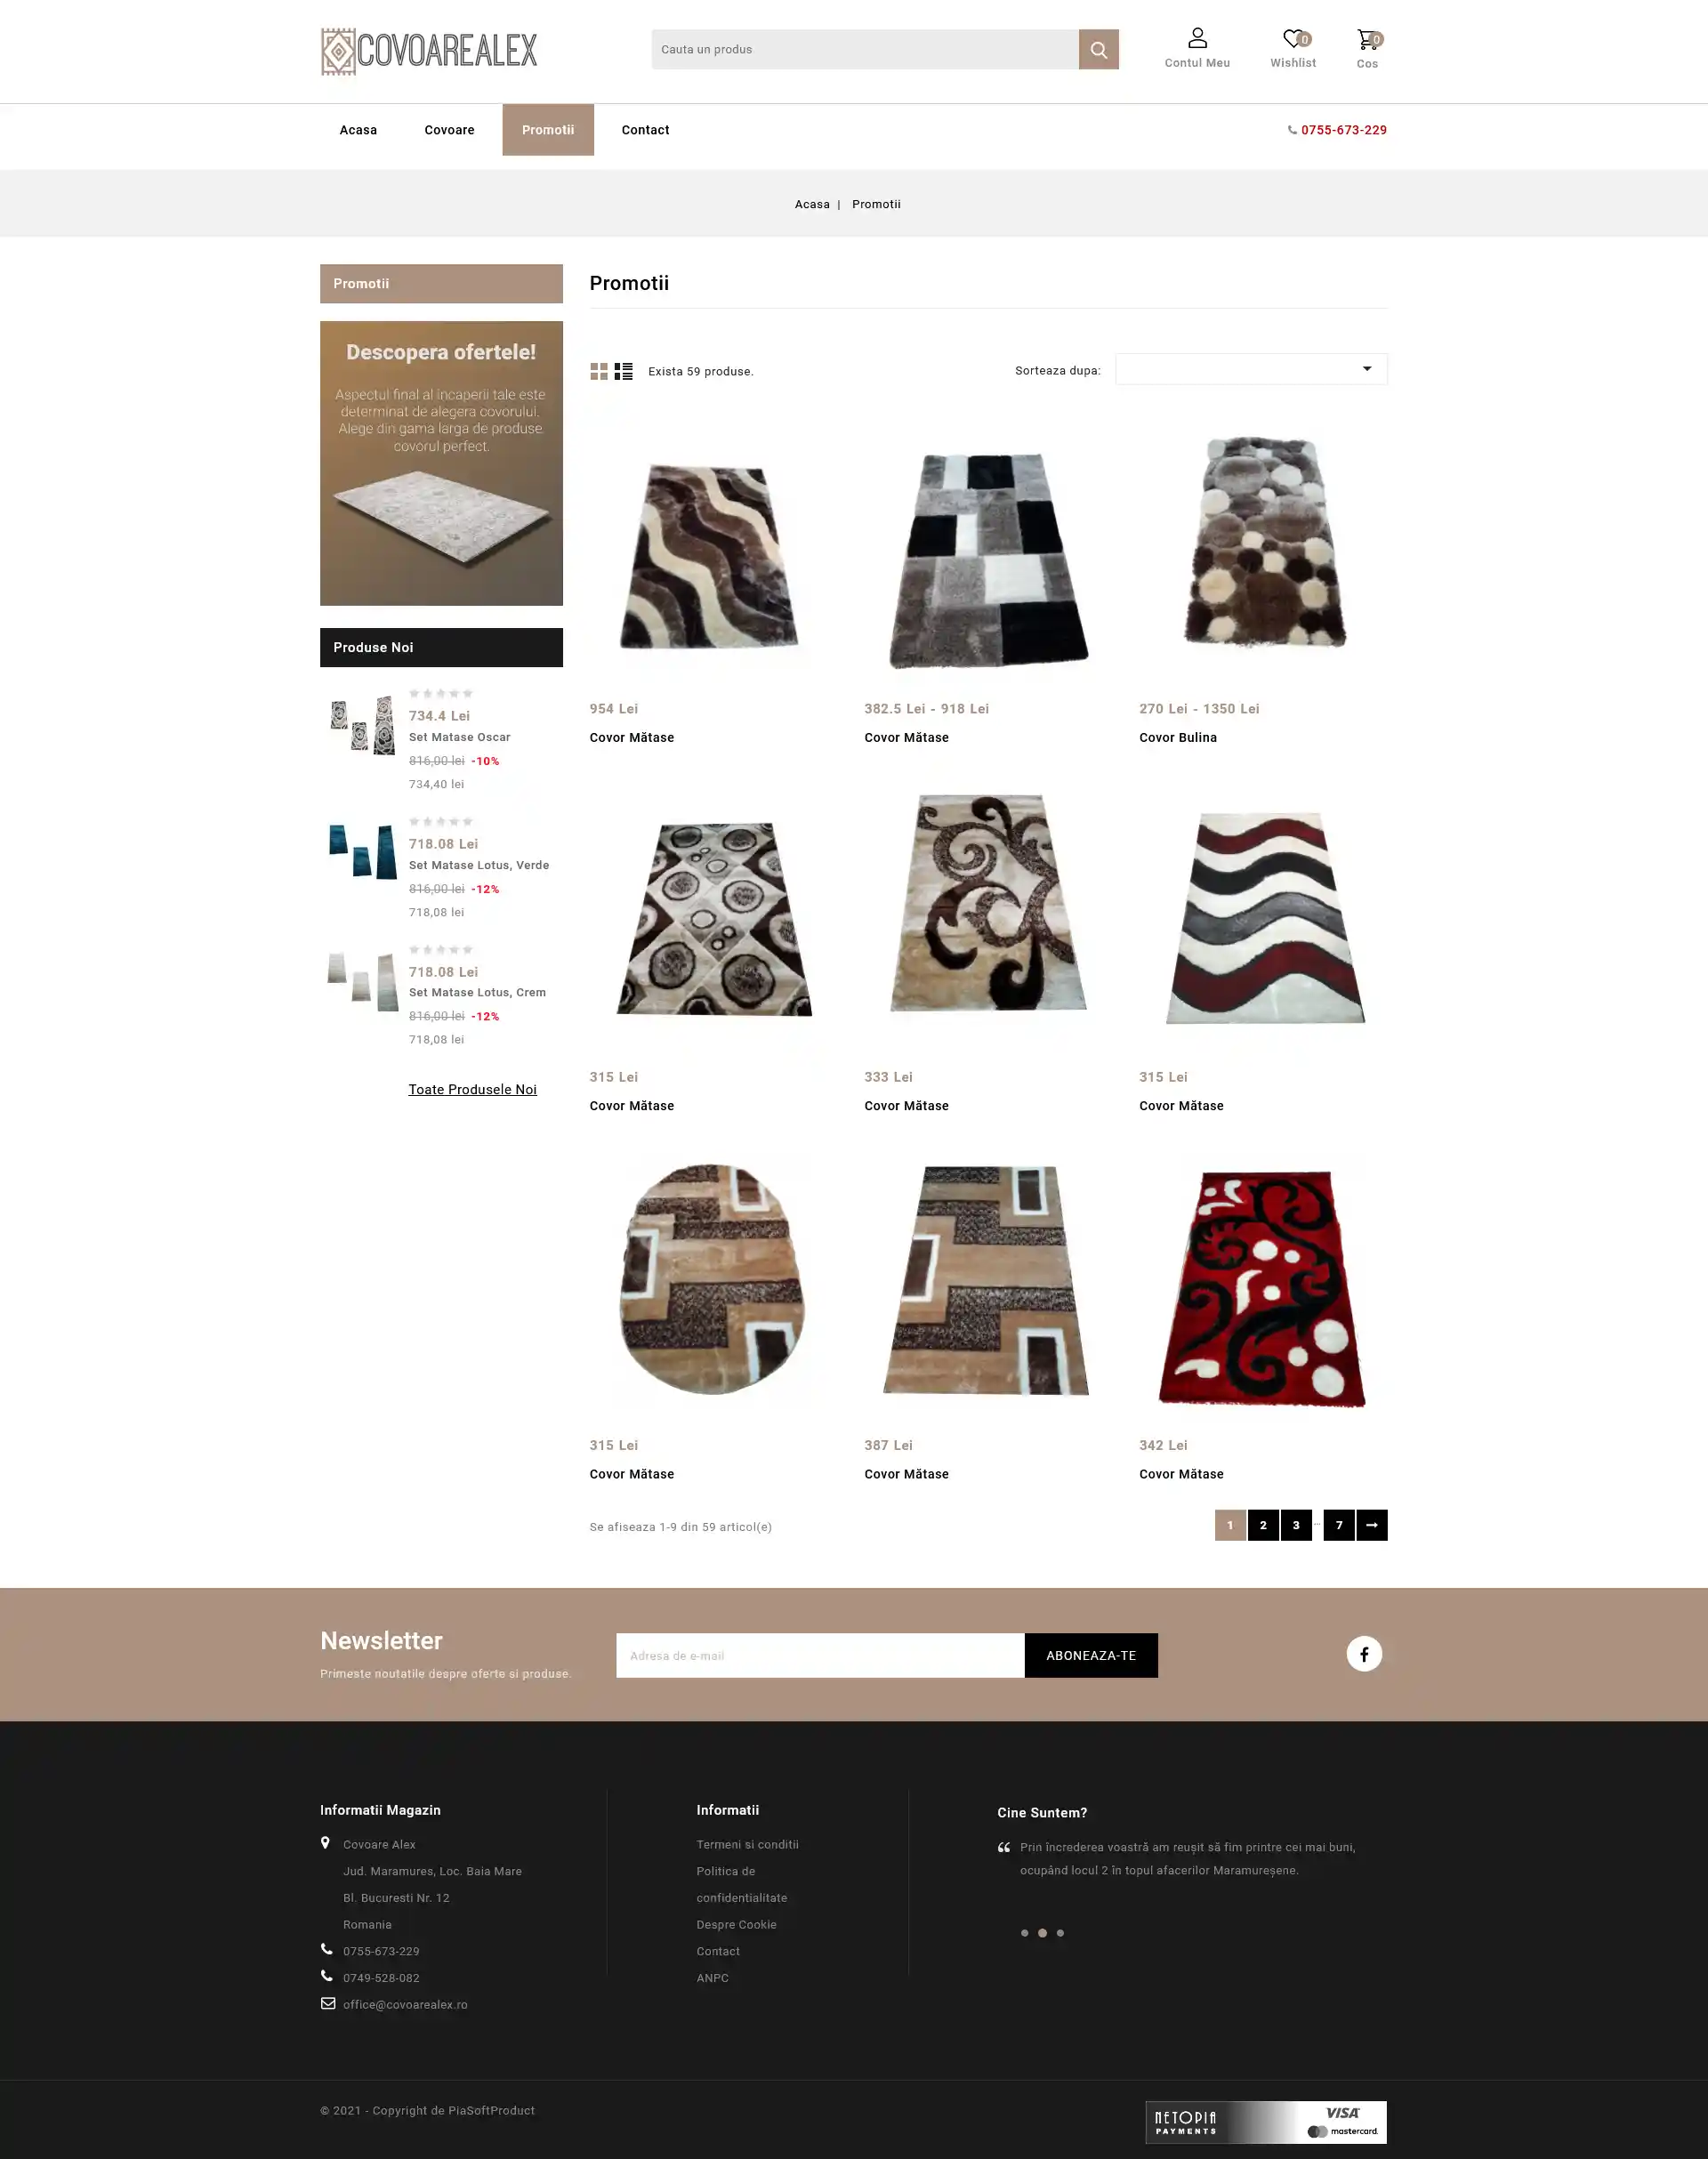 COVOAREALEX
Cauta un produs
0
0
Contul Meu
Wishlist
Cos
Acasa
Covoare
Promotii
Contact
0755-673-229
Acasa | Promotii
Promotii
Descopera ofertele!
Aspectul final al incaperii tale este
determinat de alegera covorului.
Alege din gama larga de produse
covorul perfect.
Produse Noi
734.4 Lei
Set Matase Oscar
816,00 lei -10%
734,40 lei
718.08 Lei
Set Matase Lotus, Verde
816,00 lei -12%
718,08 lei
718.08 Lei
Set Matase Lotus, Crem
816,00 lei -12%
718,08 lei
Toate Produsele Noi
Promotii
Exista 59 produse.
Sorteaza dupa:
954 Lei
Covor Mătase
382.5 Lei - 918 Lei
Covor Mătase
270 Lei - 1350 Lei
Covor Bulina
315 Lei
Covor Mătase
333 Lei
Covor Mătase
315 Lei
Covor Mătase
315 Lei
Covor Mătase
387 Lei
Covor Mătase
342 Lei
Covor Mătase
Se afiseaza 1-9 din 59 articol(e)
1 2 3 … 7
Newsletter
Primeste noutatile despre oferte si produse.
Adresa de e-mail
ABONEAZA-TE
Informatii Magazin
Covoare Alex
Jud. Maramures, Loc. Baia Mare
Bl. Bucuresti Nr. 12
Romania
0755-673-229
0749-528-082
office@covoarealex.ro
Informatii
Termeni si conditii
Politica de
confidentialitate
Despre Cookie
Contact
ANPC
Cine Suntem?
Prin încrederea voastră am reușit să fim printre cei mai buni,
ocupând locul 2 în topul afacerilor Maramureșene.
© 2021 - Copyright de PiaSoftProduct
NETOPIA
PAYMENTS
VISA
mastercard.